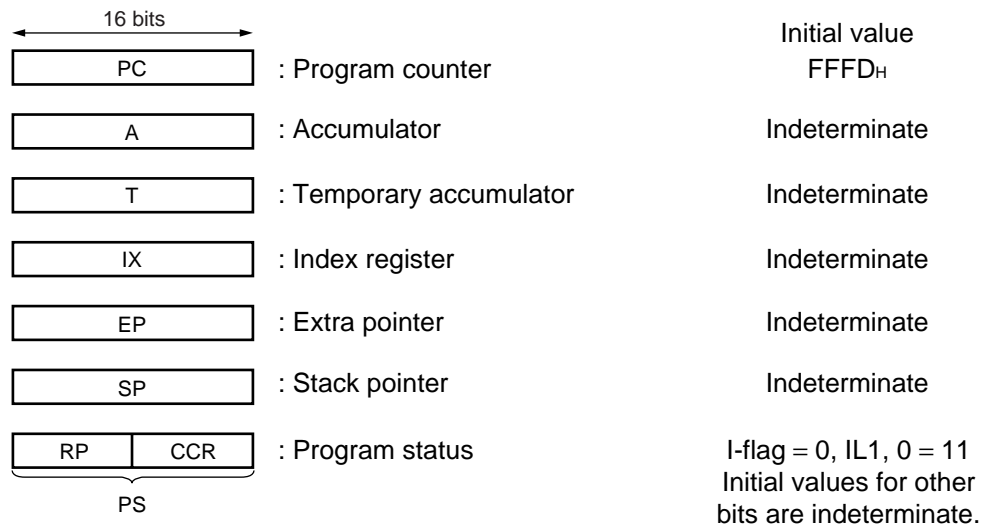 16 bits
Initial value
PC : Program counter FFFDH
A : Accumulator Indeterminate
T : Temporary accumulator Indeterminate
IX : Index register Indeterminate
EP : Extra pointer Indeterminate
SP : Stack pointer Indeterminate
RP CCR : Program status I-flag = 0, IL1, 0 = 11
Initial values for other
PS
bits are indeterminate.